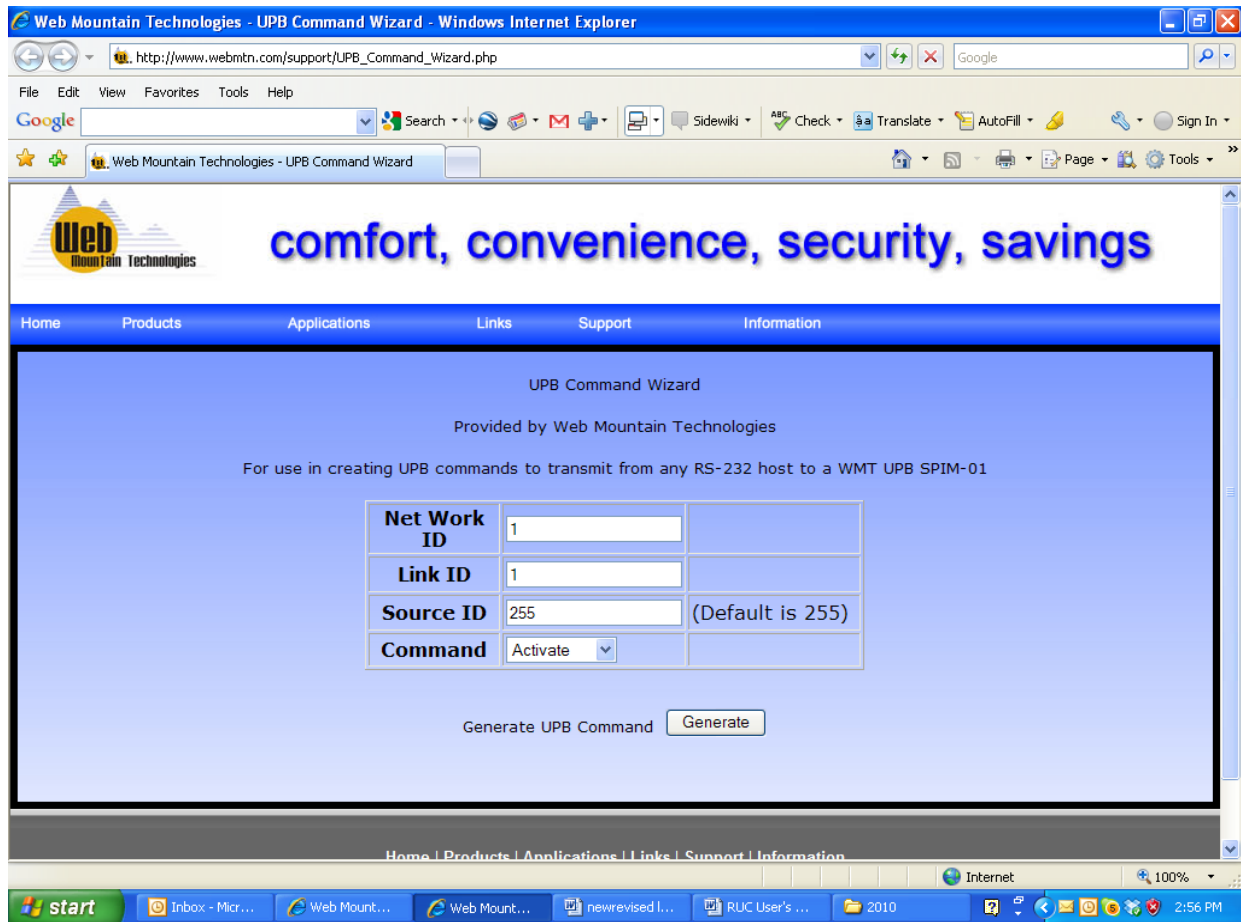 Web Mountain Technologies - UPB Command Wizard - Windows Internet Explorer
http://www.webmtn.com/support/UPB_Command_Wizard.php
Google
File Edit View Favorites Tools Help
Google Search Sidewiki ABC Check Translate AutoFill Sign In
Web Mountain Technologies - UPB Command Wizard Page Tools
Web
Mountain Technologies
comfort, convenience, security, savings
Home Products Applications Links Support Information
UPB Command Wizard
Provided by Web Mountain Technologies
For use in creating UPB commands to transmit from any RS-232 host to a WMT UPB SPIM-01
Net Work ID 1
Link ID 1
Source ID 255 (Default is 255)
Command Activate
Generate UPB Command Generate
Home | Products | Applications | Links | Support | Information
Internet 100%
start Inbox - Micr... Web Mount... Web Mount... newrevised l... RUC User's ... 2010 2:56 PM